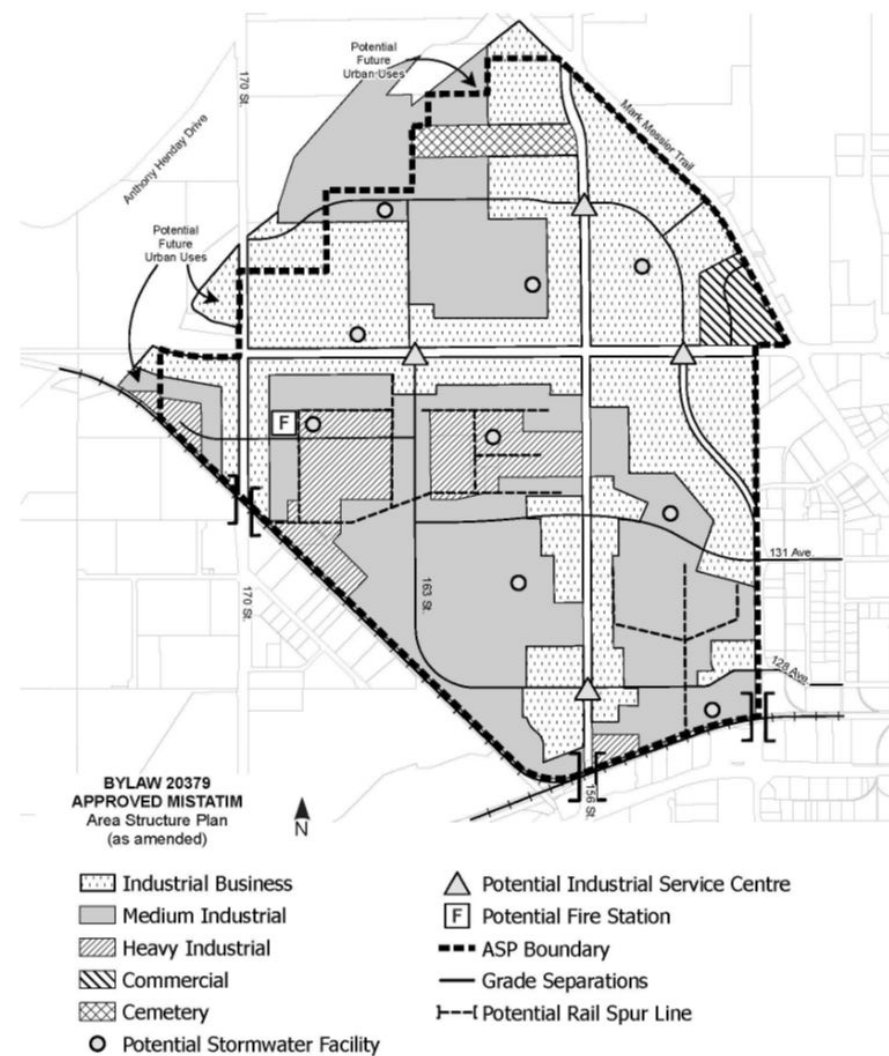 Potential
Future
Urban Uses
170 St.
Anthony Henday Drive
Mark Messier Trail
Potential
Future
Urban Uses
F
131 Ave.
163 St.
170 St.
128 Ave.
156 St.
BYLAW 20379
APPROVED MISTATIM
Area Structure Plan
(as amended)
N
Industrial Business
Medium Industrial
Heavy Industrial
Commercial
Cemetery
Potential Stormwater Facility
Potential Industrial Service Centre
F Potential Fire Station
ASP Boundary
Grade Separations
Potential Rail Spur Line